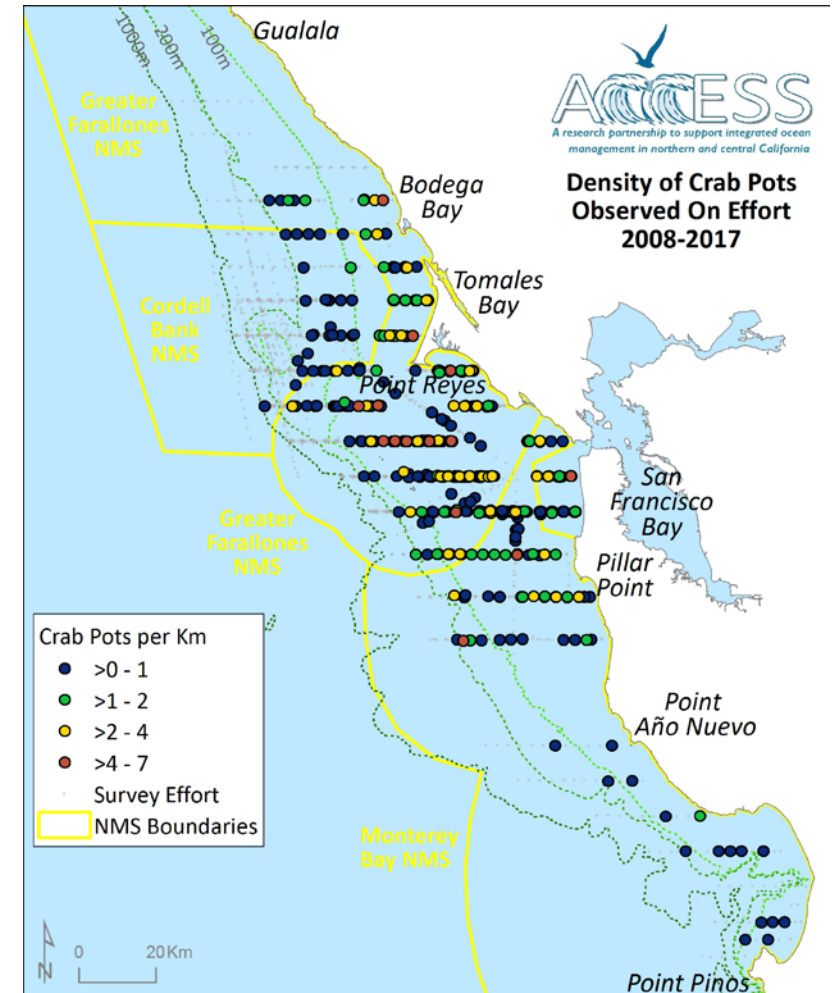 Gualala
1000m
200m
100m
Greater
Farallones
NMS
ACCESS
A research partnership to support integrated ocean
management in northern and central California
Density of Crab Pots
Observed On Effort
2008-2017
Bodega
Bay
Tomales
Bay
Cordell
Bank
NMS
Point Reyes
San
Francisco
Bay
Greater
Farallones
NMS
Pillar
Point
Crab Pots per Km
>0 - 1
>1 - 2
>2 - 4
>4 - 7
Survey Effort
NMS Boundaries
Point
Año Nuevo
Monterey
Bay NMS
N
0 20 Km
Point Pinos